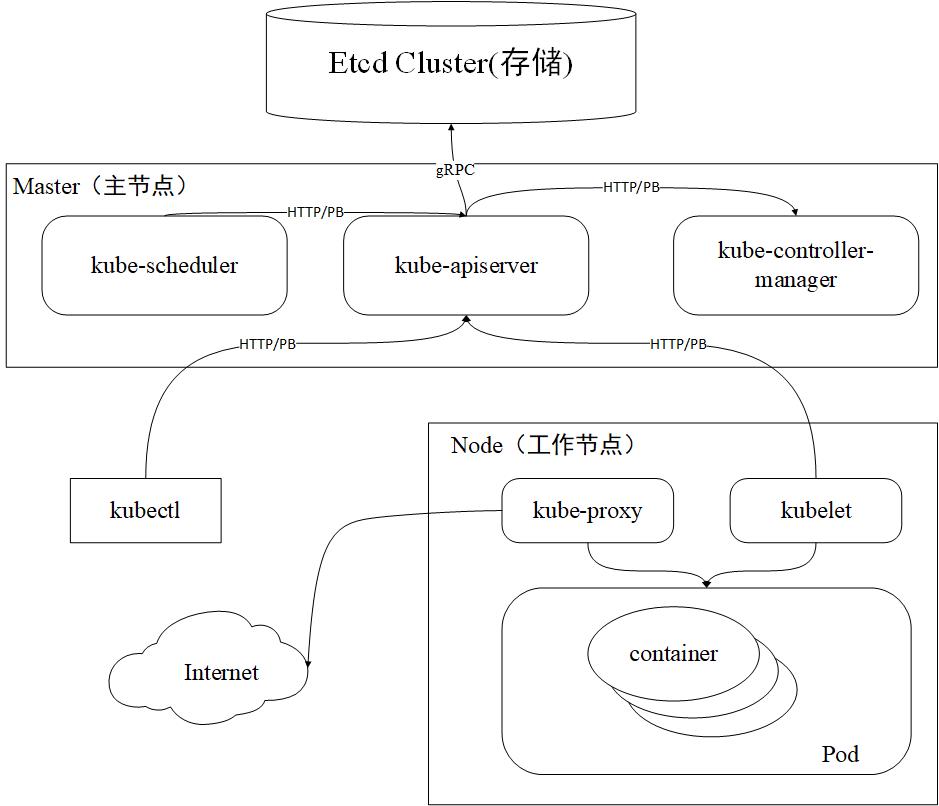 Etcd Cluster(存储)
gRPC
Master（主节点）
HTTP/PB
HTTP/PB
kube-scheduler
kube-apiserver
kube-controller-
manager
HTTP/PB
HTTP/PB
Node（工作节点）
kubectl
kube-proxy
kubelet
container
Internet
Pod